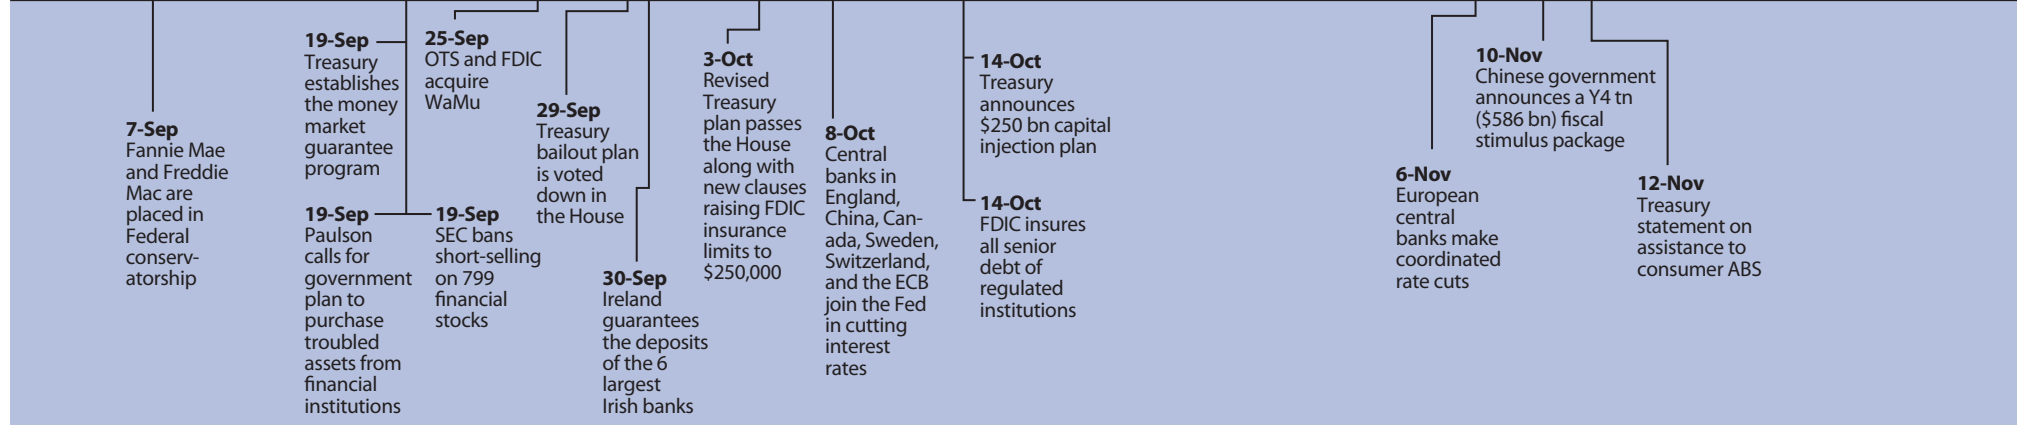 7-Sep
Fannie Mae
and Freddie
Mac are
placed in
Federal
conserv-
atorship
19-Sep
Treasury
establishes
the money
market
guarantee
program
19-Sep
Paulson
calls for
government
plan to
purchase
troubled
assets from
financial
institutions
19-Sep
SEC bans
short-selling
on 799
financial
stocks
25-Sep
OTS and FDIC
acquire
WaMu
29-Sep
Treasury
bailout plan
is voted
down in
the House
30-Sep
Ireland
guarantees
the deposits
of the 6
largest
Irish banks
3-Oct
Revised
Treasury
plan passes
the House
along with
new clauses
raising FDIC
insurance
limits to
$250,000
8-Oct
Central
banks in
England,
China, Can-
ada, Sweden,
Switzerland,
and the ECB
join the Fed
in cutting
interest
rates
14-Oct
Treasury
announces
$250 bn capital
injection plan
14-Oct
FDIC insures
all senior
debt of
regulated
institutions
6-Nov
European
central
banks make
coordinated
rate cuts
10-Nov
Chinese government
announces a Y4 tn
($586 bn) fiscal
stimulus package
12-Nov
Treasury
statement on
assistance to
consumer ABS